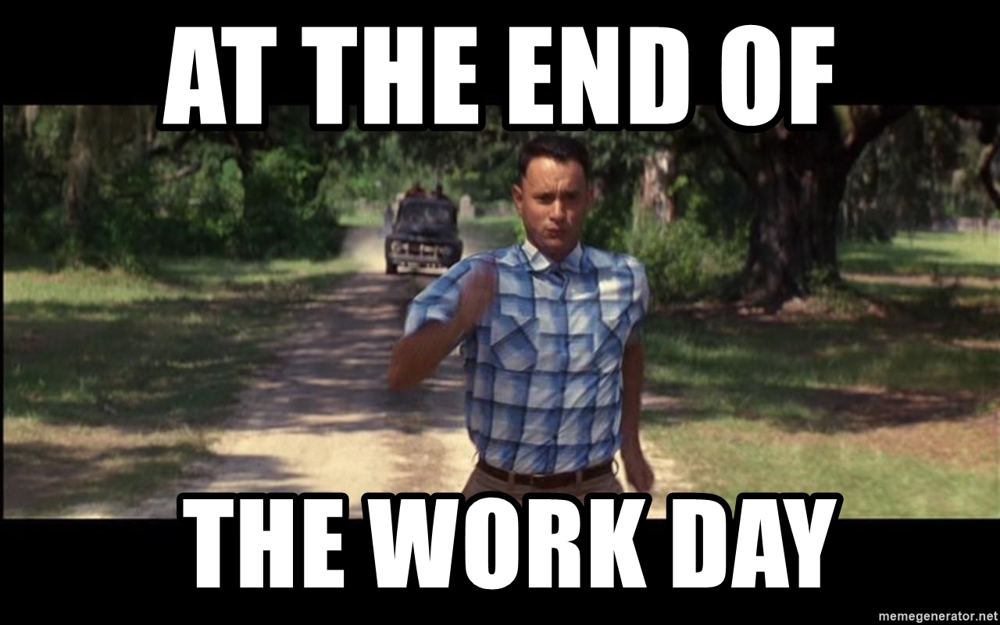 AT THE END OF
THE WORK DAY
memegenerator.net